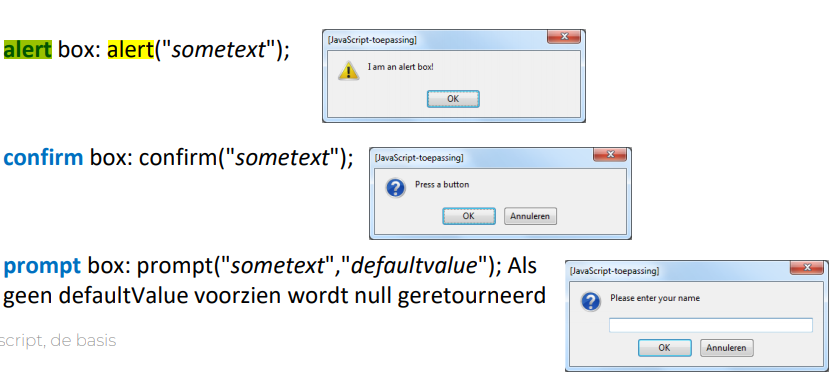 alert box: alert("sometext");
[JavaScript-toepassing]
I am an alert box!
OK
confirm box: confirm("sometext");
[JavaScript-toepassing]
Press a button
OK Annuleren
prompt box: prompt("sometext","defaultvalue"); Als
geen defaultValue voorzien wordt null geretourneerd
[JavaScript-toepassing]
Please enter your name
OK Annuleren
script, de basis